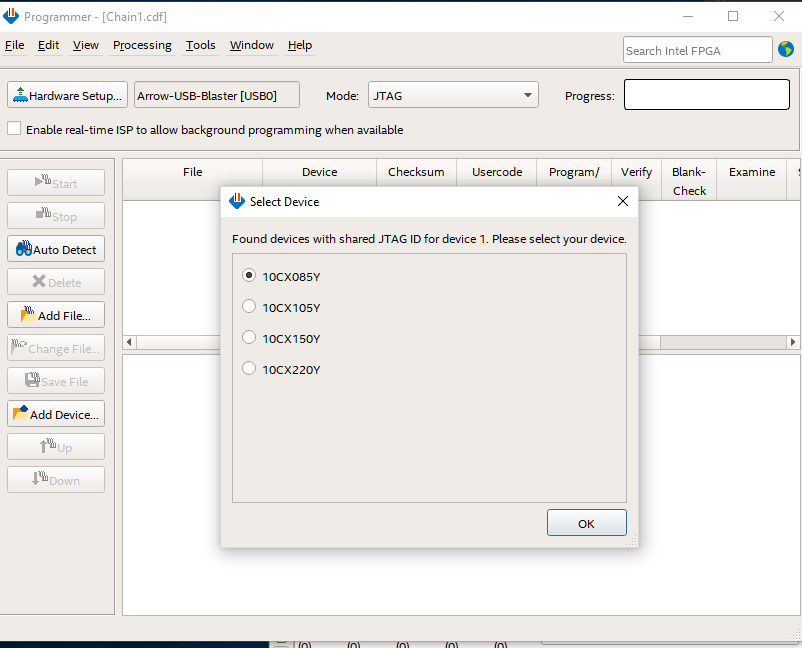 Programmer - [Chain1.cdf]
File Edit View Processing Tools Window Help
Search Intel FPGA
Hardware Setup... Arrow-USB-Blaster [USB0] Mode: JTAG Progress:
Enable real-time ISP to allow background programming when available
Start
Stop
Auto Detect
Delete
Add File...
Change File...
Save File
Add Device...
Up
Down
File Device Checksum Usercode Program/ Verify Blank- Examine
Check
Select Device
Found devices with shared JTAG ID for device 1. Please select your device.
10CX085Y
10CX105Y
10CX150Y
10CX220Y
OK